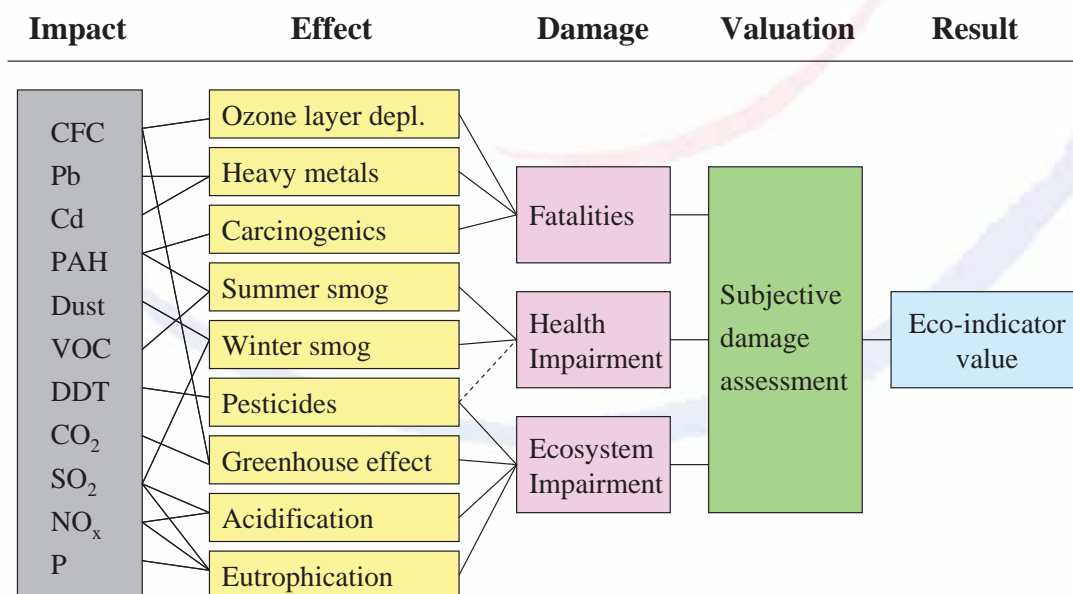 Impact Effect Damage Valuation Result
CFC
Pb
Cd
PAH
Dust
VOC
DDT
CO₂
SO₂
NOₓ
P
Ozone layer depl.
Heavy metals
Carcinogenics
Summer smog
Winter smog
Pesticides
Greenhouse effect
Acidification
Eutrophication
Fatalities
Health
Impairment
Ecosystem
Impairment
Subjective
damage
assessment
Eco-indicator
value